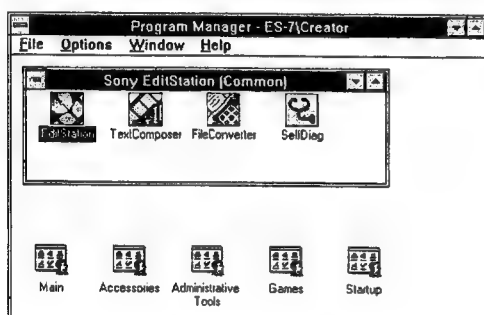 Program Manager - ES-7\Creator
File Options Window Help
Sony EditStation (Common)
EditStation TextComposer FileConverter SelfDiag
Main Accessories Administrative Tools Games Startup